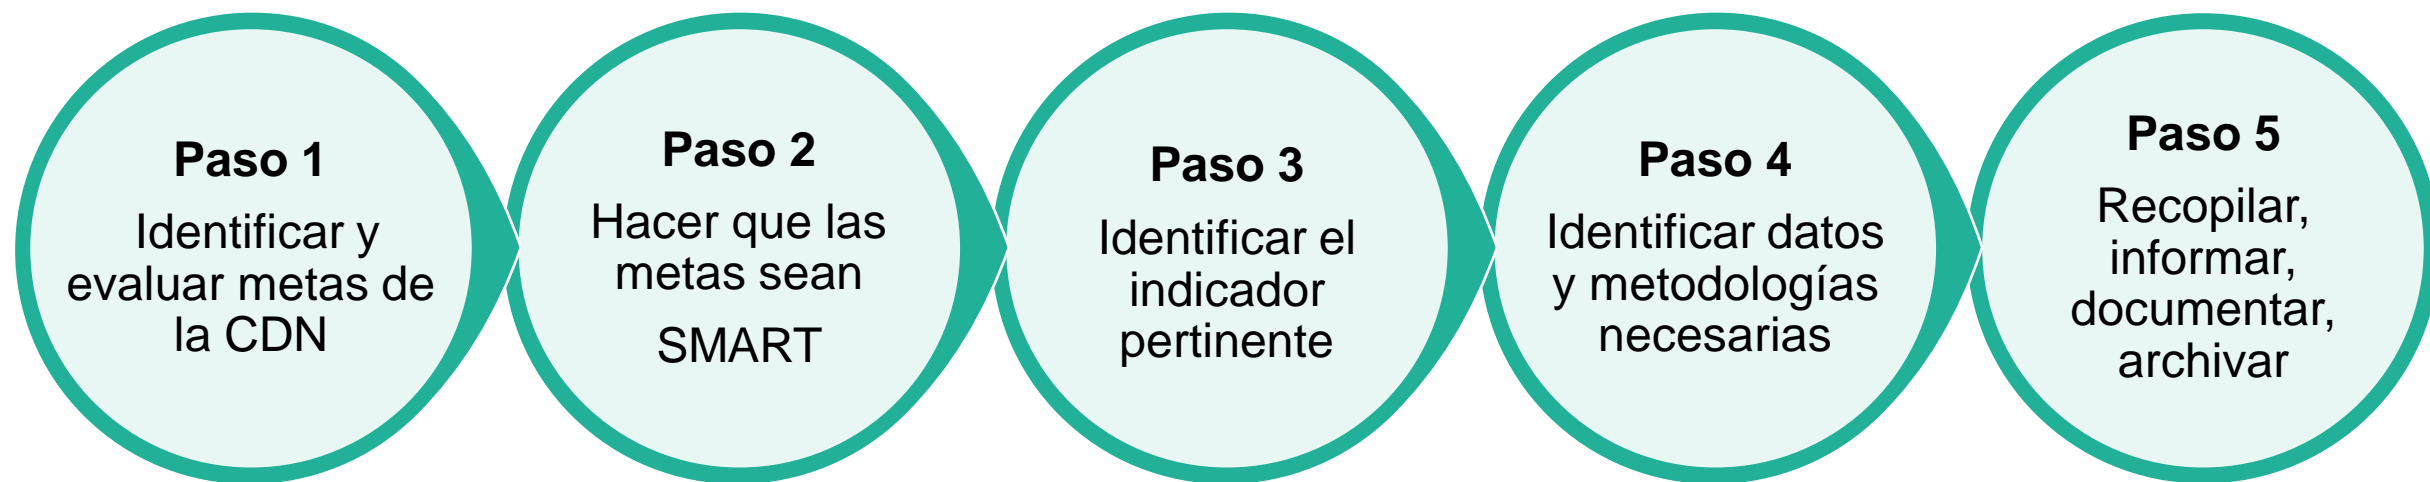 Paso 1
Identificar y
evaluar metas de
la CDN
Paso 2
Hacer que las
metas sean
SMART
Paso 3
Identificar el
indicador
pertinente
Paso 4
Identificar datos
y metodologías
necesarias
Paso 5
Recopilar,
informar,
documentar,
archivar